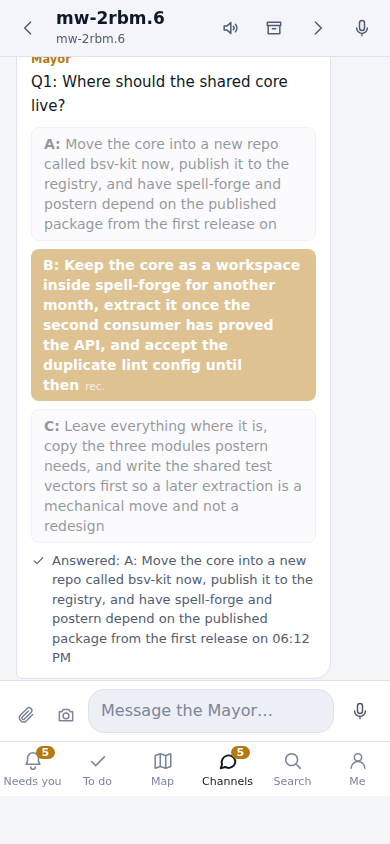 mw-2rbm.6
mw-2rbm.6
Mayor
Q1: Where should the shared core
live?
A: Move the core into a new repo
called bsv-kit now, publish it to the
registry, and have spell-forge and
postern depend on the published
package from the first release on
B: Keep the core as a workspace
inside spell-forge for another
month, extract it once the
second consumer has proved
the API, and accept the
duplicate lint config until
then rec.
C: Leave everything where it is,
copy the three modules postern
needs, and write the shared test
vectors first so a later extraction is a
mechanical move and not a
redesign
Answered: A: Move the core into a new
repo called bsv-kit now, publish it to the
registry, and have spell-forge and
postern depend on the published
package from the first release on 06:12
PM
Message the Mayor...
5
5
Needs you
To do
Map
Channels
Search
Me